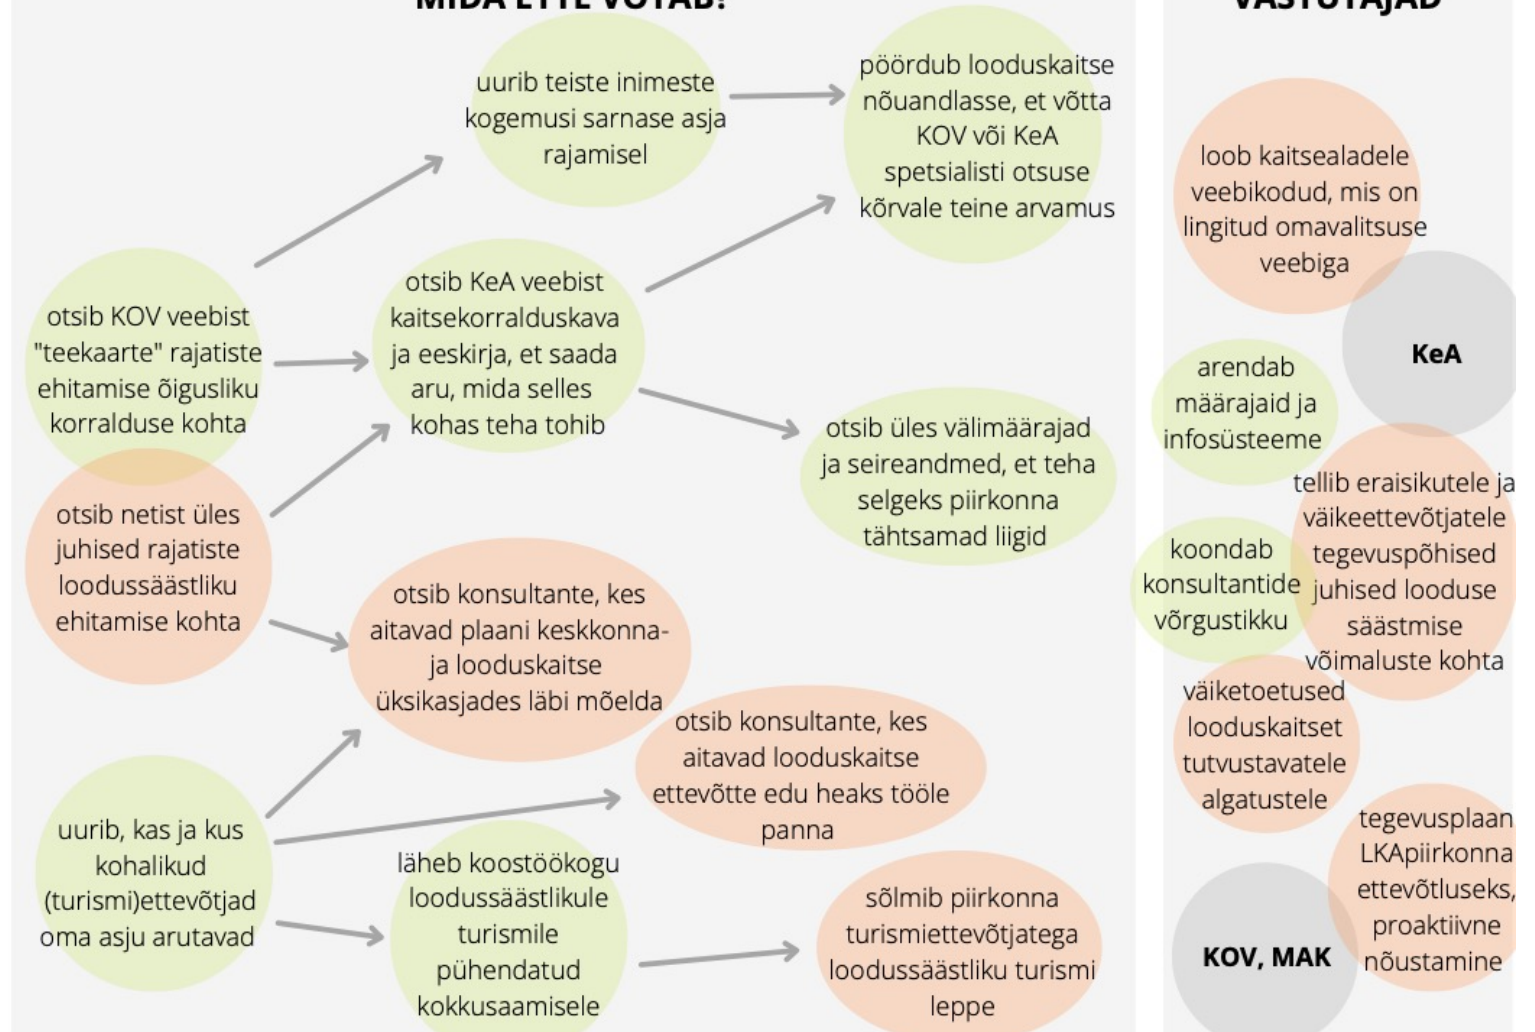 MIDA ETTE VÕTAB?
VASTUTAJAD
uurib teiste inimeste
kogemusi sarnase asja
rajamisel
pöördub looduskaitse
nõuandlasse, et võtta
KOV või KeA
spetsialisti otsuse
kõrvale teine arvamus
otsib KOV veebist
"teekaarte" rajatiste
ehitamise õigusliku
korralduse kohta
otsib KeA veebist
kaitsekorralduskava
ja eeskirja, et saada
aru, mida selles
kohas teha tohib
otsib üles välimäärajad
ja seireandmed, et teha
selgeks piirkonna
tähtsamad liigid
otsib netist üles
juhised rajatiste
loodussäästliku
ehitamise kohta
otsib konsultante, kes
aitavad plaani keskkonna-
ja looduskaitse
üksikasjades läbi mõelda
otsib konsultante, kes
aitavad looduskaitse
ettevõtte edu heaks tööle
panna
uurib, kas ja kus
kohalikud
(turismi)ettevõtjad
oma asju arutavad
läheb koostöökogu
loodussäästlikule
turismile
pühendatud
kokkusaamisele
sõlmib piirkonna
turismiettevõtjatega
loodussäästliku turismi
leppe
loob kaitsealadele
veebikodud, mis on
lingitud omavalitsuse
veebiga
KeA
arendab
määrajaid ja
infosüsteeme
tellib eraisikutele ja
väikeettevõtjatele
tegevuspõhised
juhised looduse
säästmise
võimaluste kohta
koondab
konsultantide
võrgustikku
väiketoetused
looduskaitset
tutvustavatele
algatustele
tegevusplaan
LKApiirkonna
ettevõtluseks,
proaktiivne
nõustamine
KOV, MAK